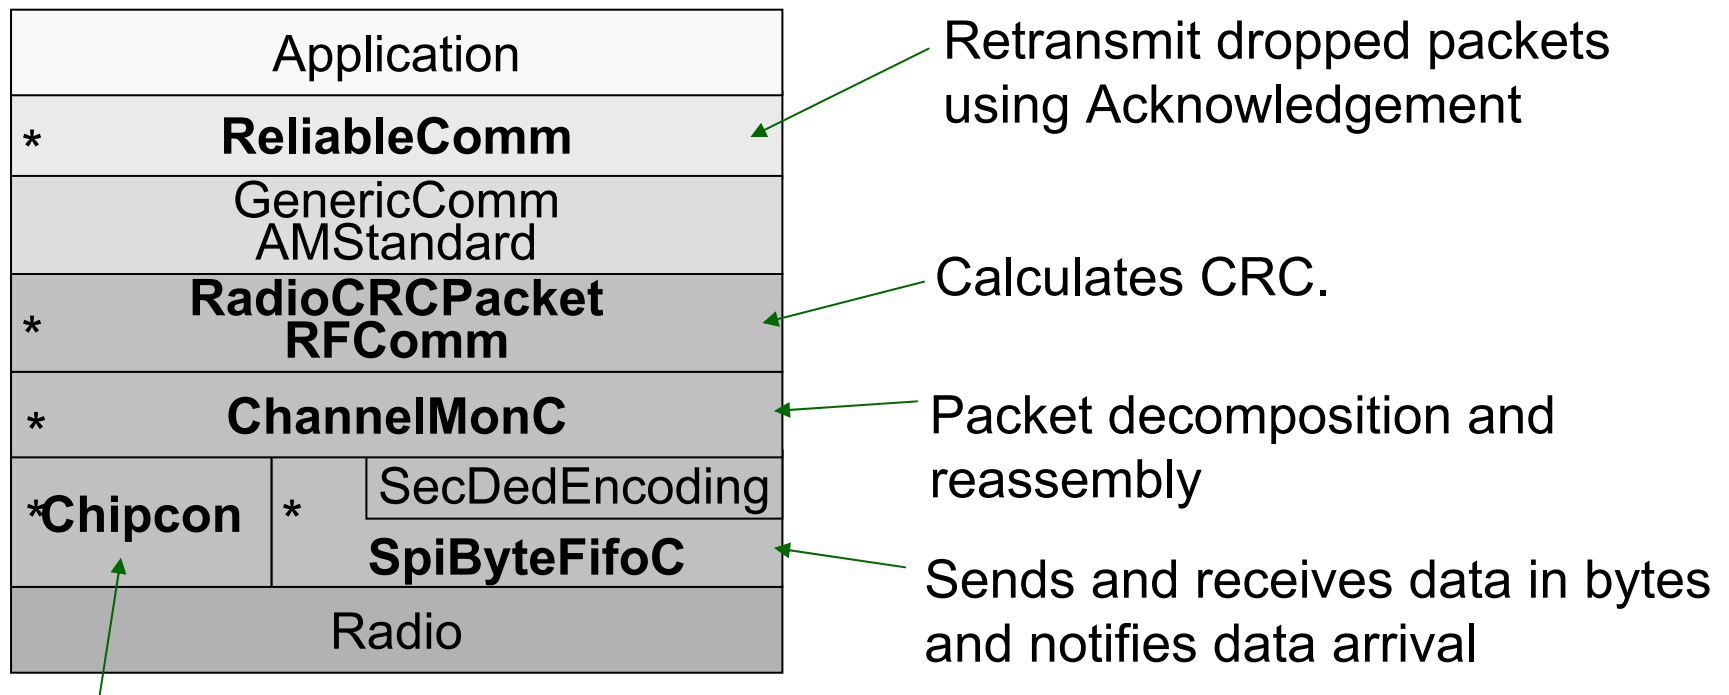 Application
* ReliableComm
GenericComm
AMStandard
* RadioCRCPacket
RFComm
* ChannelMonC
*Chipcon
* SecDedEncoding
SpiByteFifoC
Radio
Retransmit dropped packets
using Acknowledgement
Calculates CRC.
Packet decomposition and
reassembly
Sends and receives data in bytes
and notifies data arrival